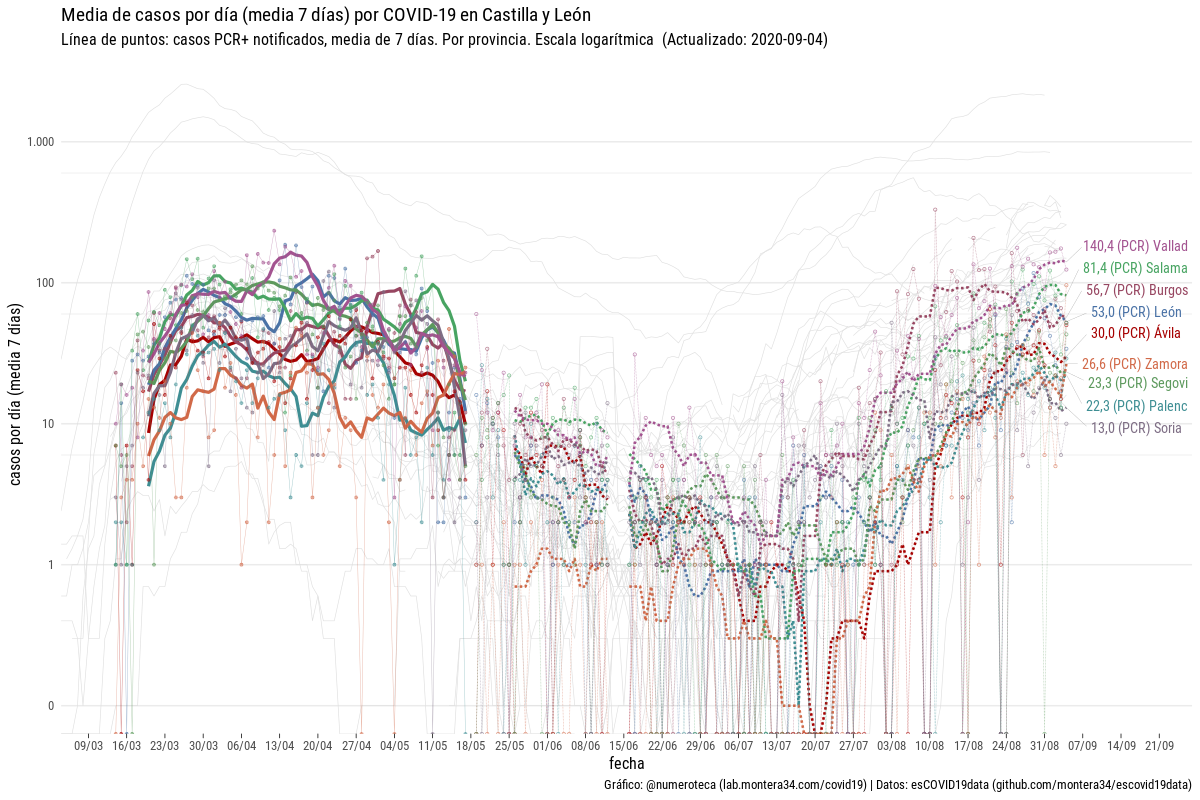 Media de casos por día (media 7 días) por COVID-19 en Castilla y León
Línea de puntos: casos PCR+ notificados, media de 7 días. Por provincia. Escala logarítmica (Actualizado: 2020-09-04)
casos por día (media 7 días)
1.000
100
10
1
0
140,4 (PCR) Vallad
81,4 (PCR) Salama
56,7 (PCR) Burgos
53,0 (PCR) León
30,0 (PCR) Ávila
26,6 (PCR) Zamora
23,3 (PCR) Segovi
22,3 (PCR) Palenc
13,0 (PCR) Soria
09/03 16/03 23/03 30/03 06/04 13/04 20/04 27/04 04/05 11/05 18/05 25/05 01/06 08/06 15/06 22/06 29/06 06/07 13/07 20/07 27/07 03/08 10/08 17/08 24/08 31/08 07/09 14/09 21/09
fecha
Gráfico: @numeroteca (lab.montera34.com/covid19) | Datos: esCOVID19data (github.com/montera34/escovid19data)